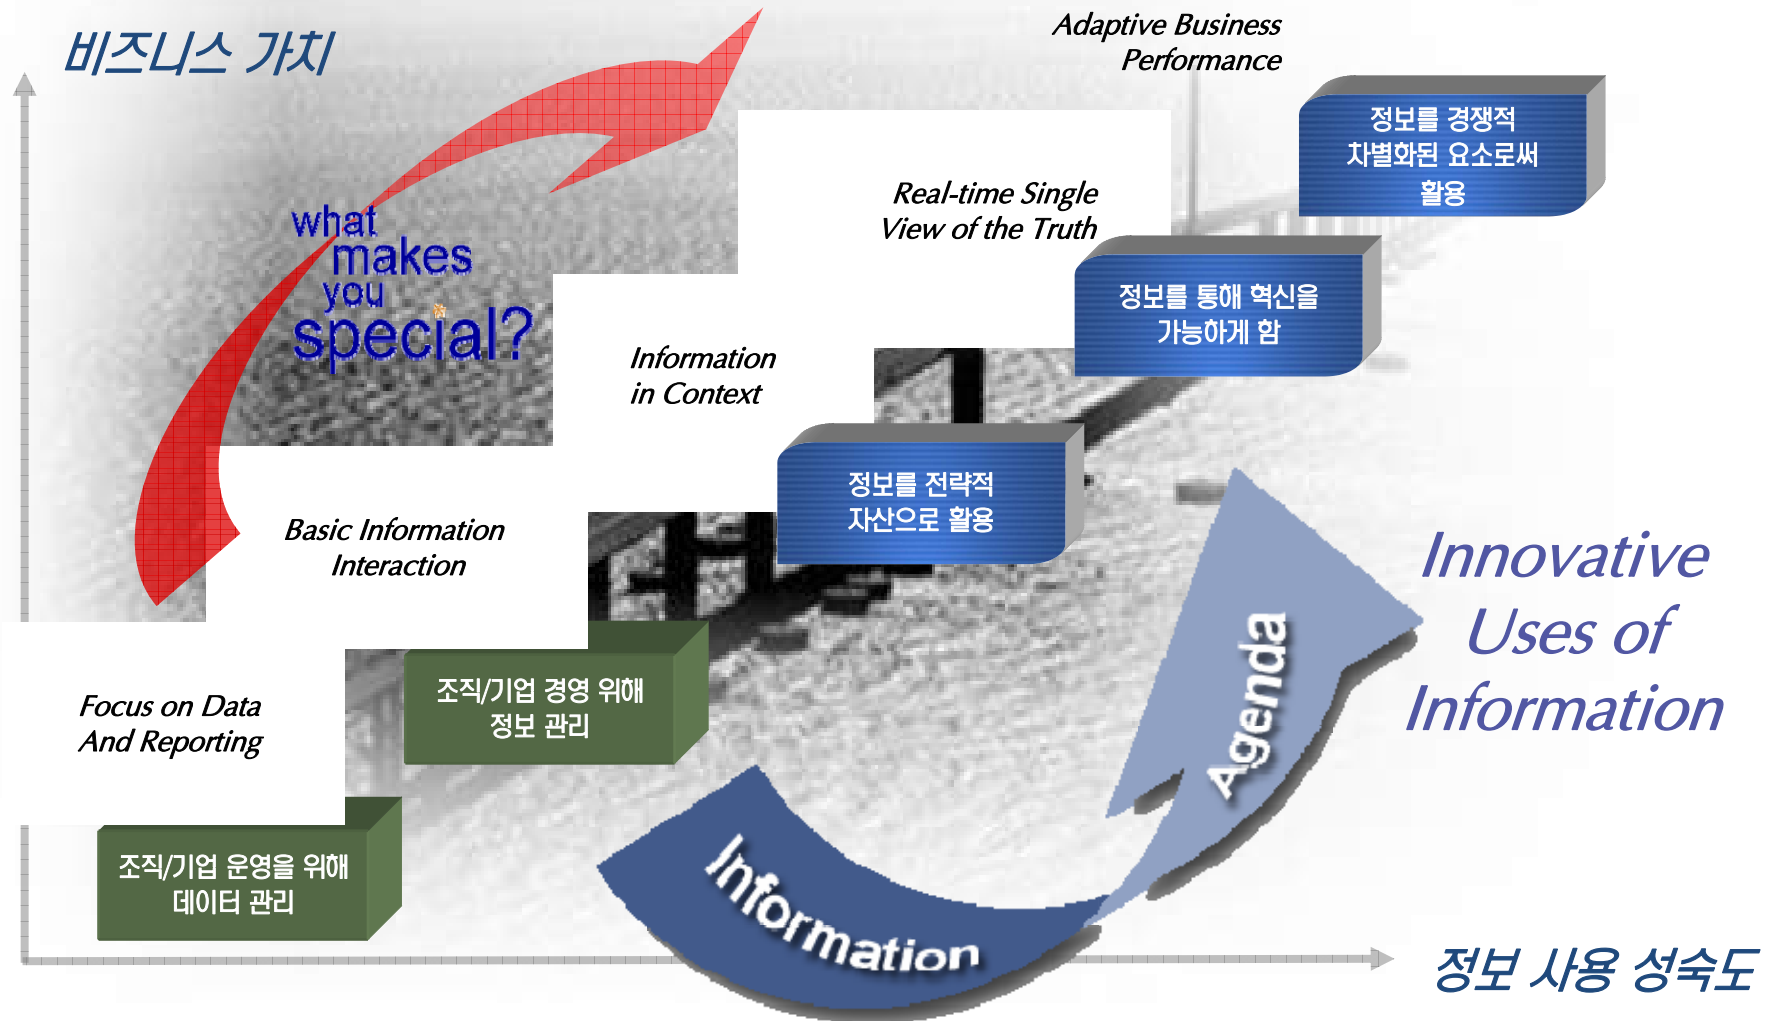 비즈니스 가치
Adaptive Business
Performance
정보를 경쟁적
차별화된 요소로써
활용
Real-time Single
View of the Truth
what
makes
you
special?
정보를 통해 혁신을
가능하게 함
Information
in Context
정보를 전략적
자산으로 활용
Basic Information
Interaction
Innovative
Uses of
Information
조직/기업 경영 위해
정보 관리
Focus on Data
And Reporting
조직/기업 운영을 위해
데이터 관리
Information
Agenda
정보 사용 성숙도